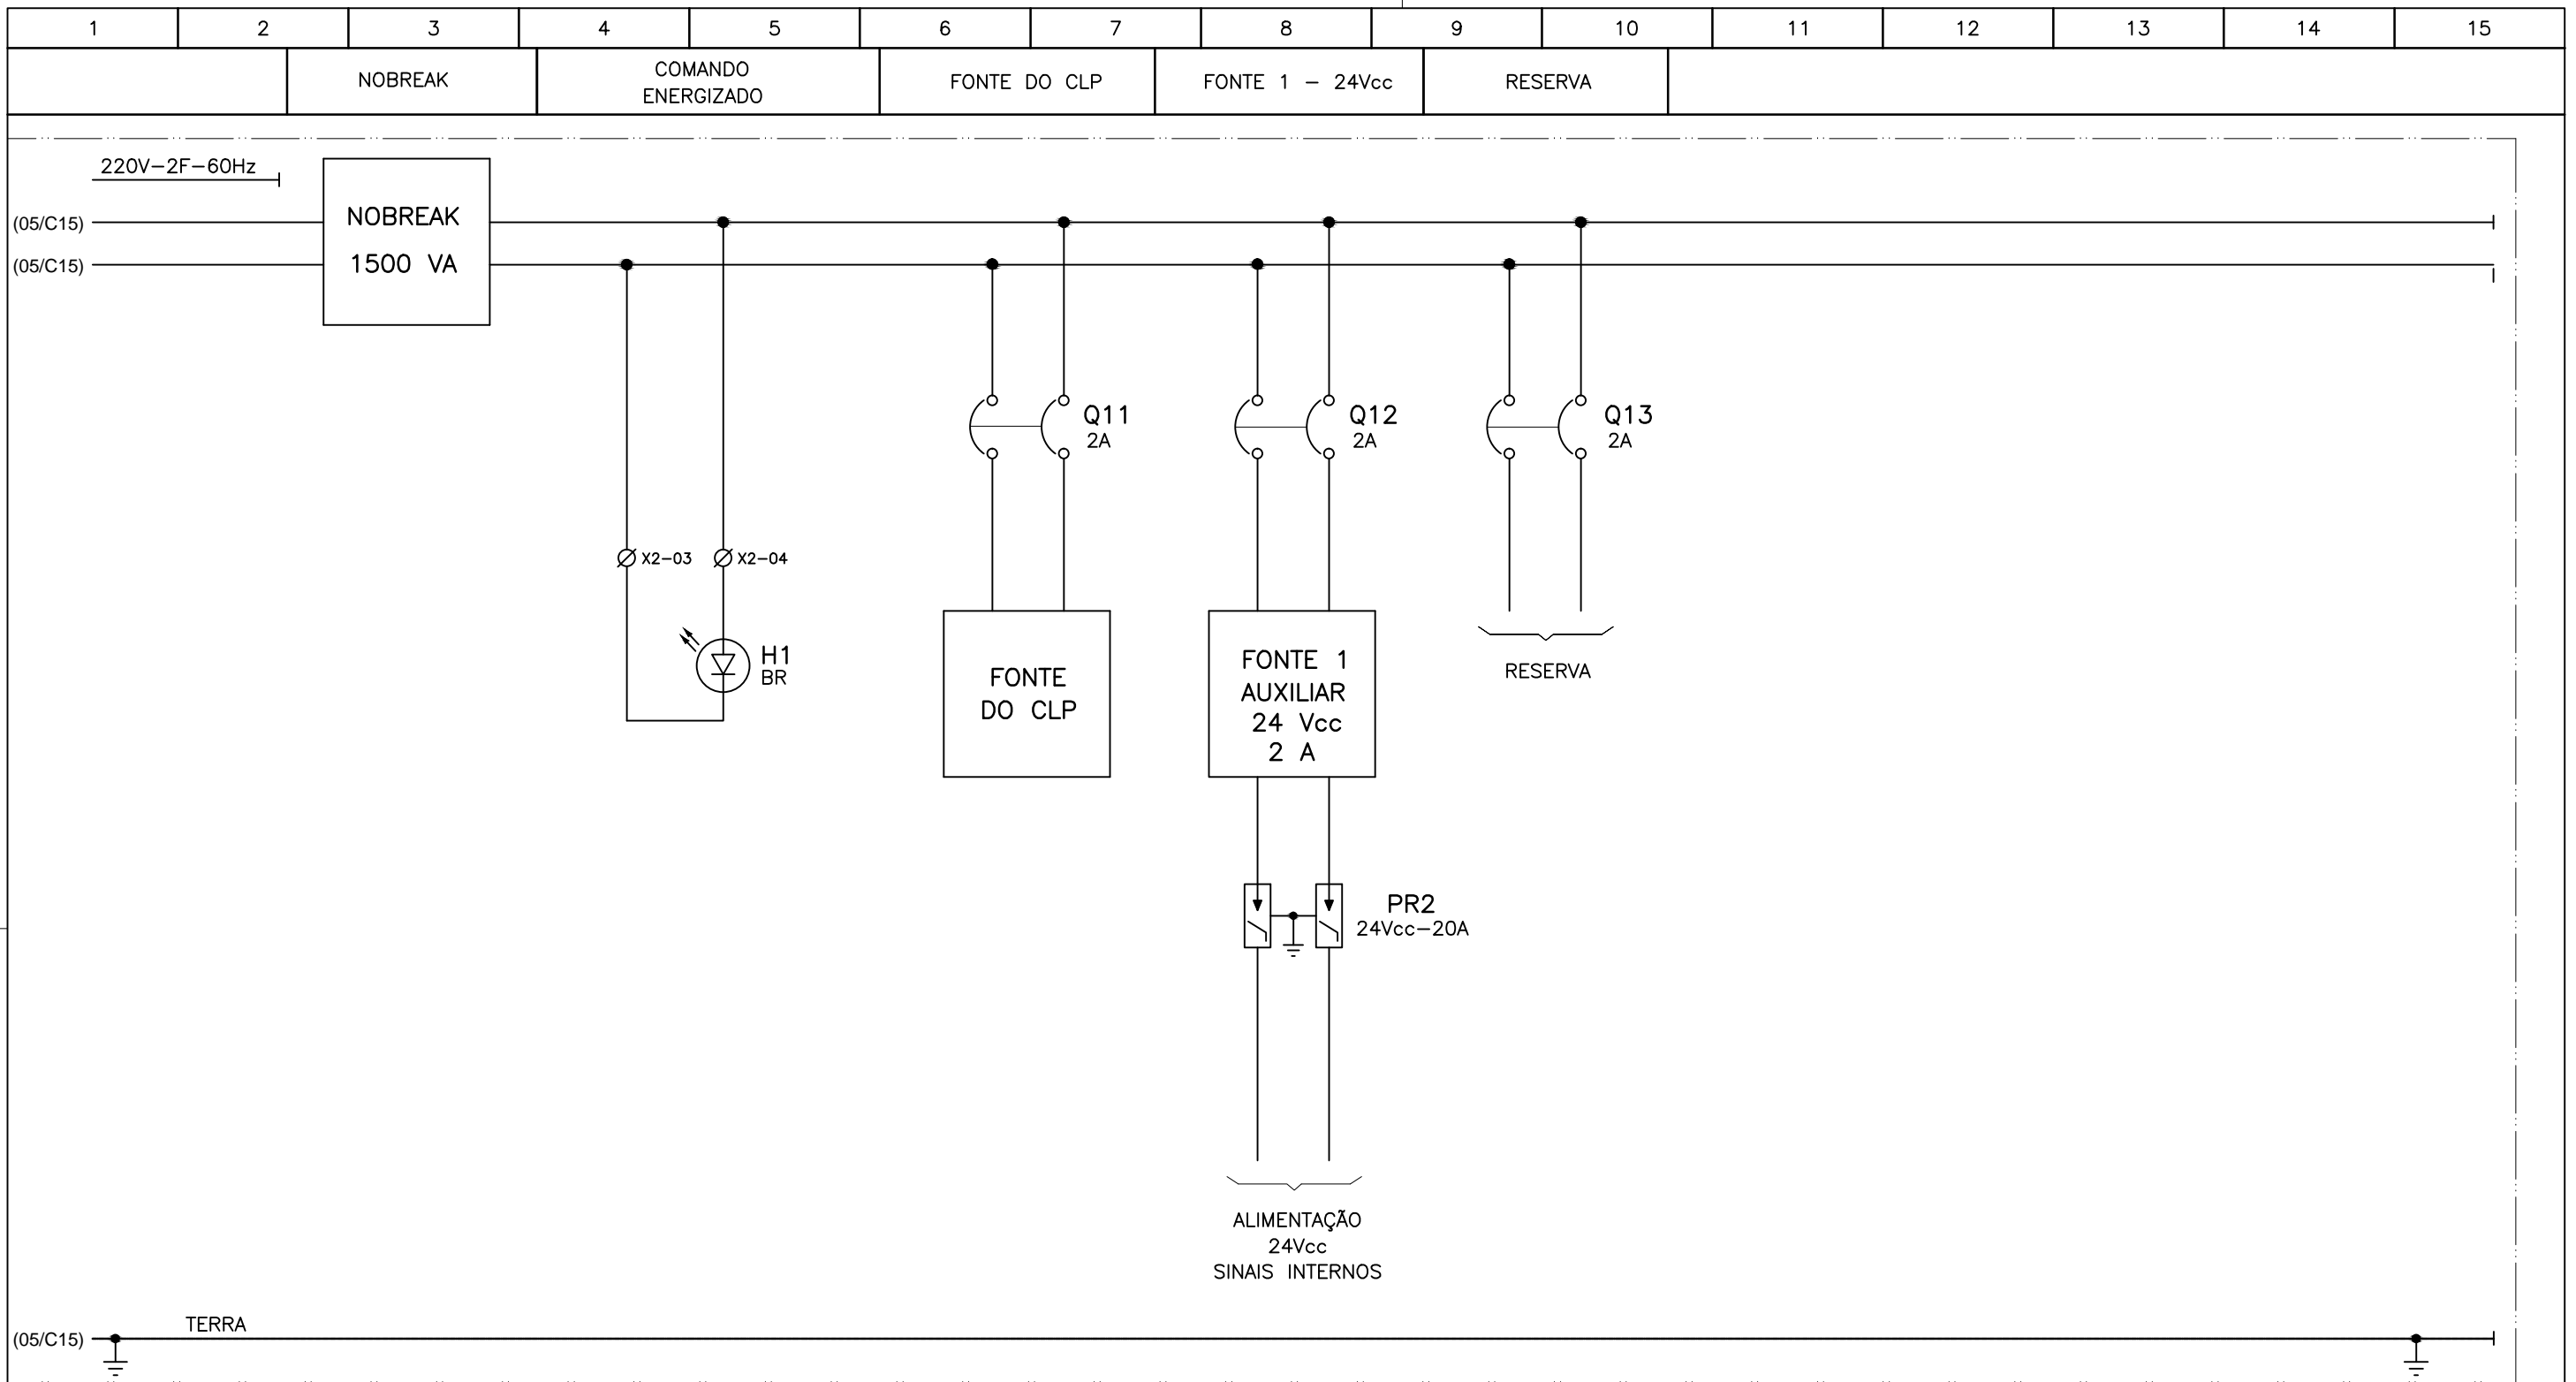 1
2
3
4
5
6
7
8
9
10
11
12
13
14
15
NOBREAK
COMANDO
ENERGIZADO
FONTE DO CLP
FONTE 1 - 24Vcc
RESERVA
220V-2F-60Hz
(05/C15)
(05/C15)
NOBREAK
1500 VA
Q11
2A
Q12
2A
Q13
2A
X2-03
X2-04
H1
BR
FONTE
DO CLP
FONTE 1
AUXILIAR
24 Vcc
2 A
RESERVA
PR2
24Vcc-20A
ALIMENTAÇÃO
24Vcc
SINAIS INTERNOS
TERRA
(05/C15)